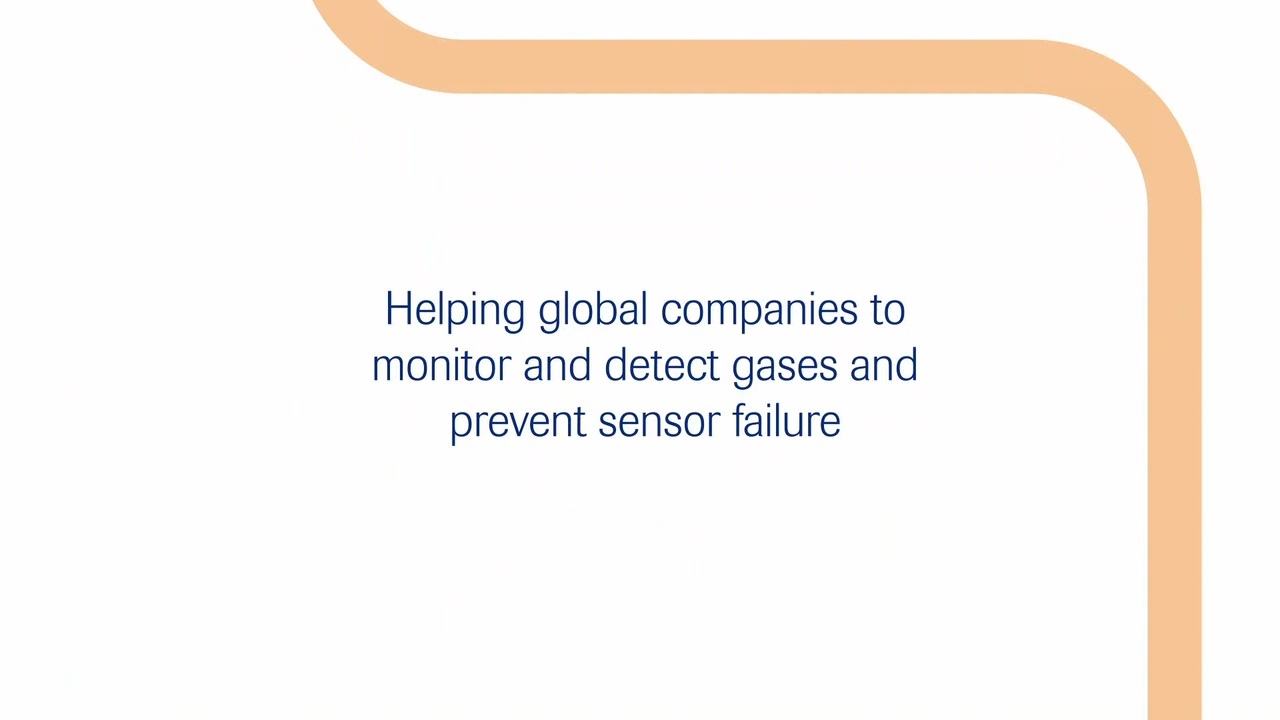 Helping global companies to
monitor and detect gases and
prevent sensor failure